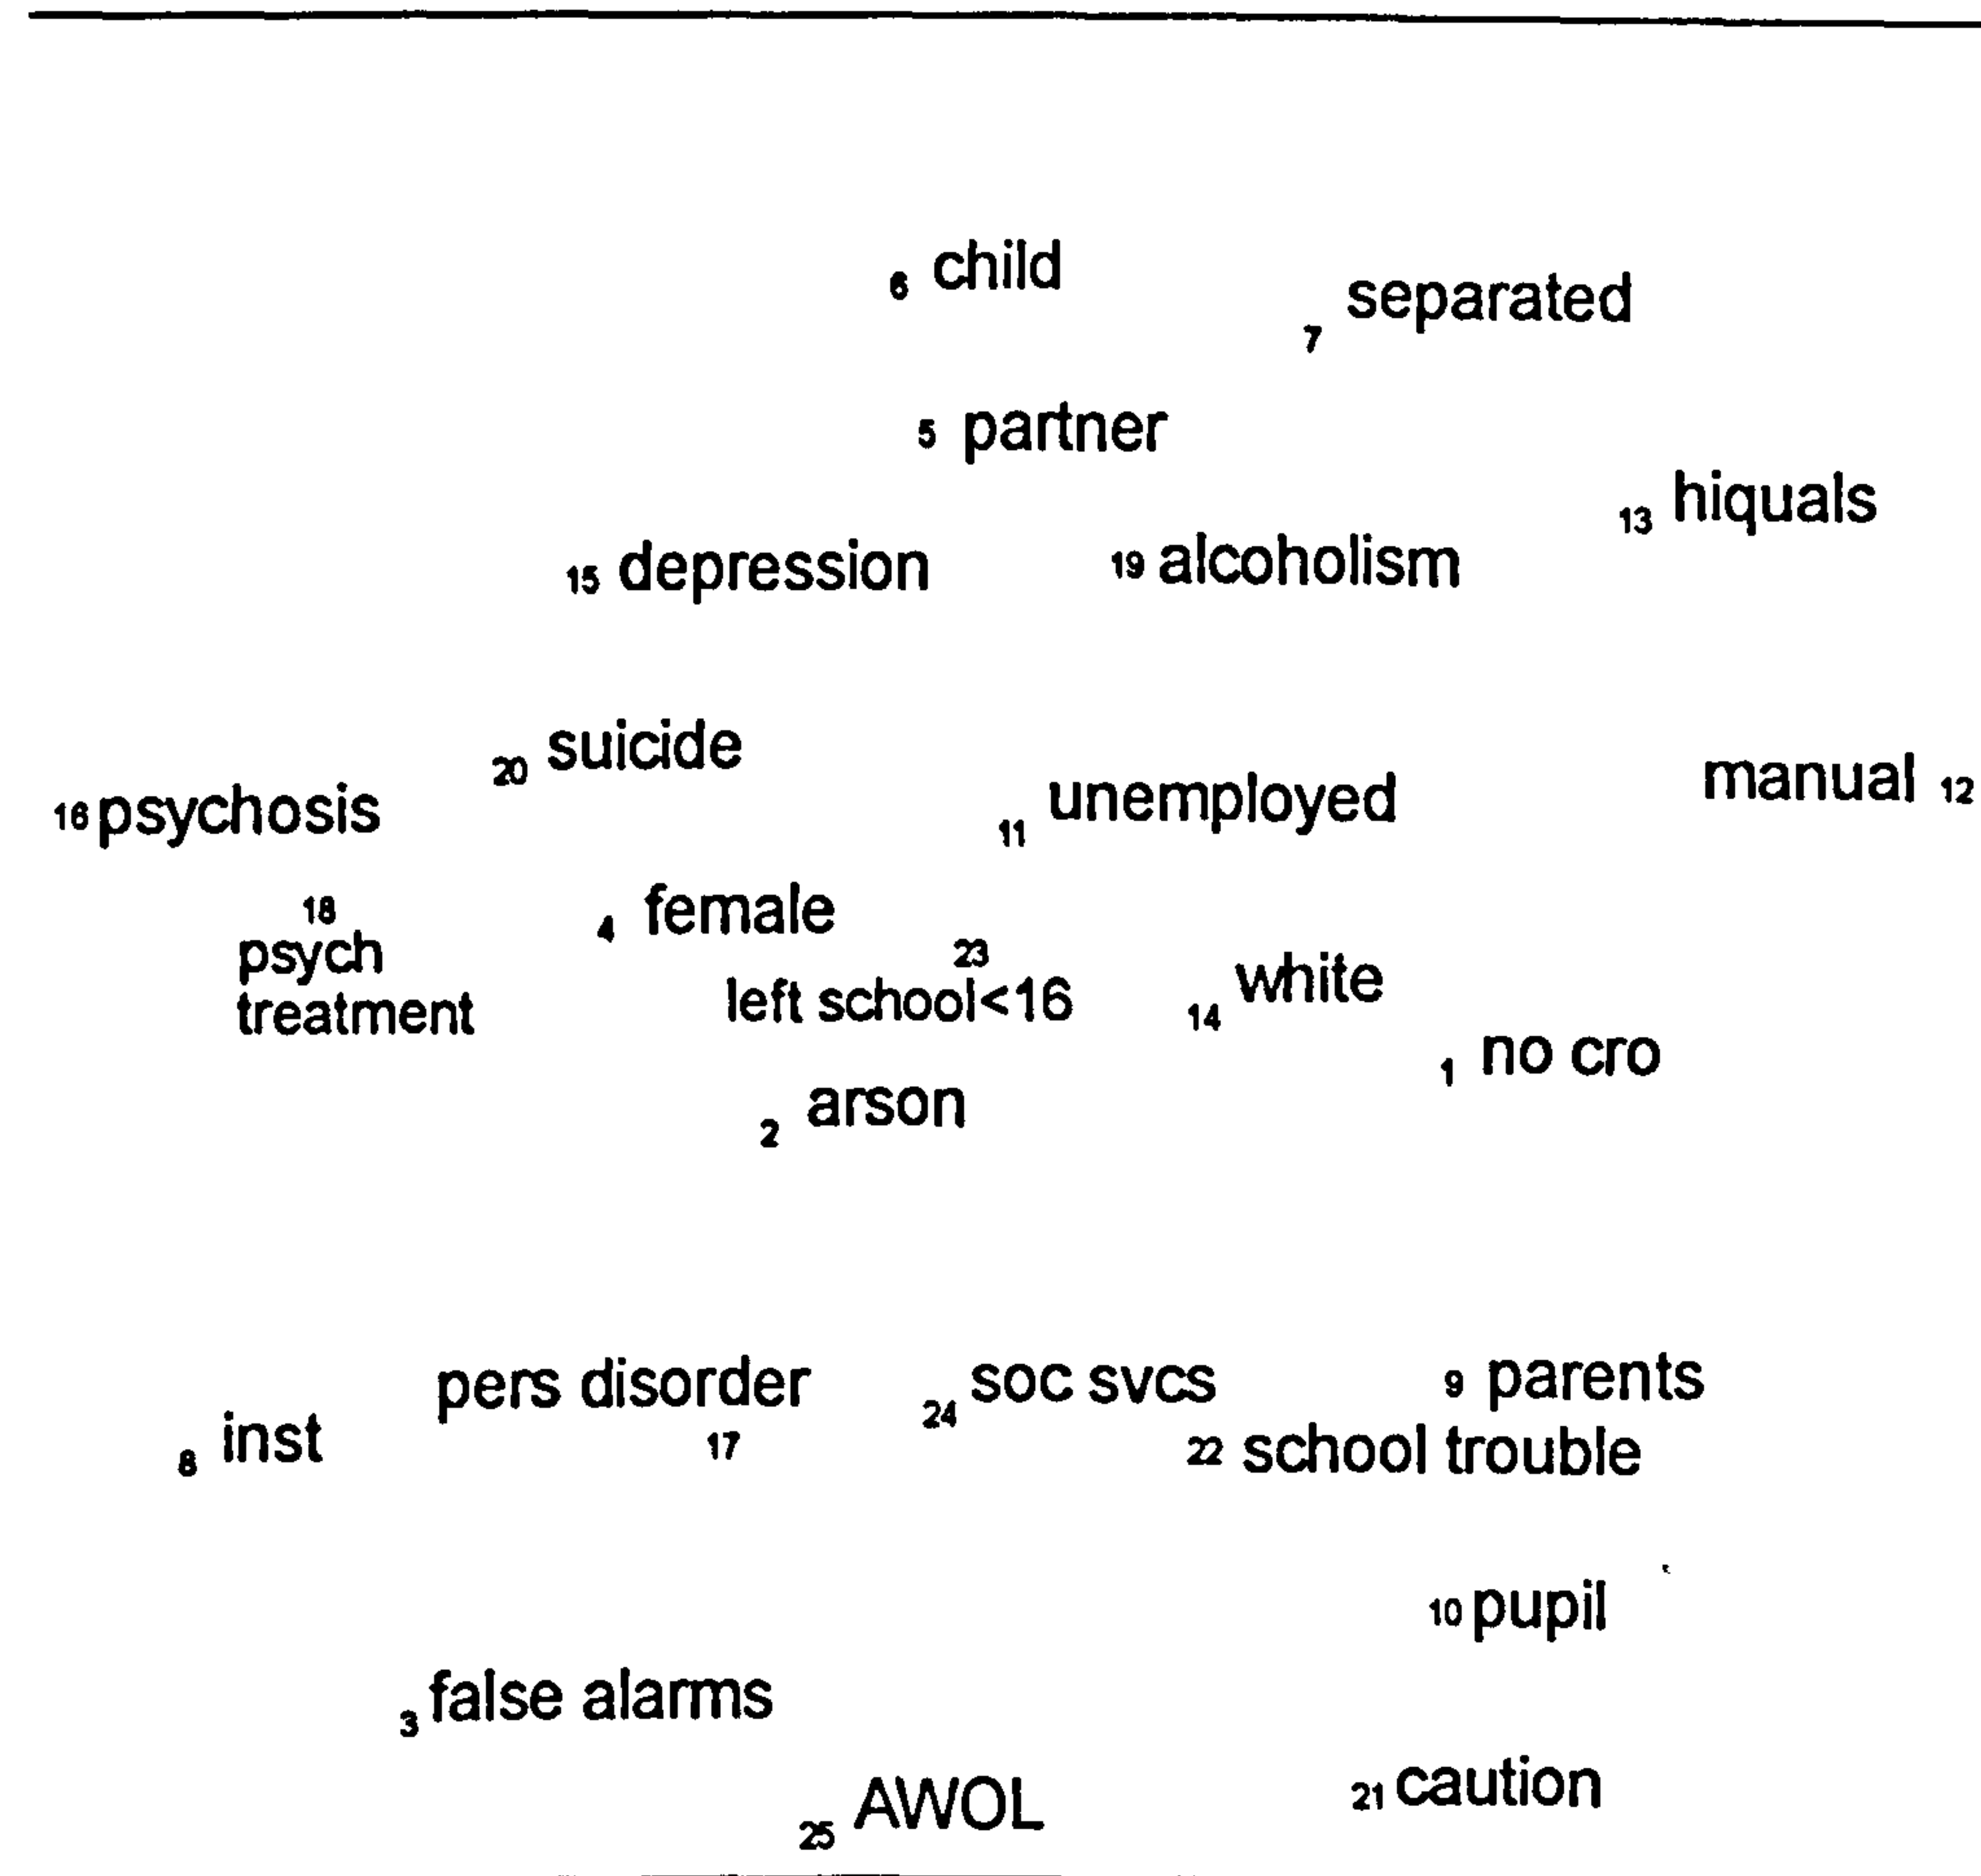 6 child
7 separated
5 partner
13 hiquals
15 depression
19 alcoholism
20 suicide
16 psychosis
11 unemployed
manual 12
18
psych
treatment
4 female
23
left school<16
14 white
1 no cro
2 arson
pers disorder
17
24 soc svcs
9 parents
8 inst
22 school trouble
10 pupil
3 false alarms
21 caution
25 AWOL